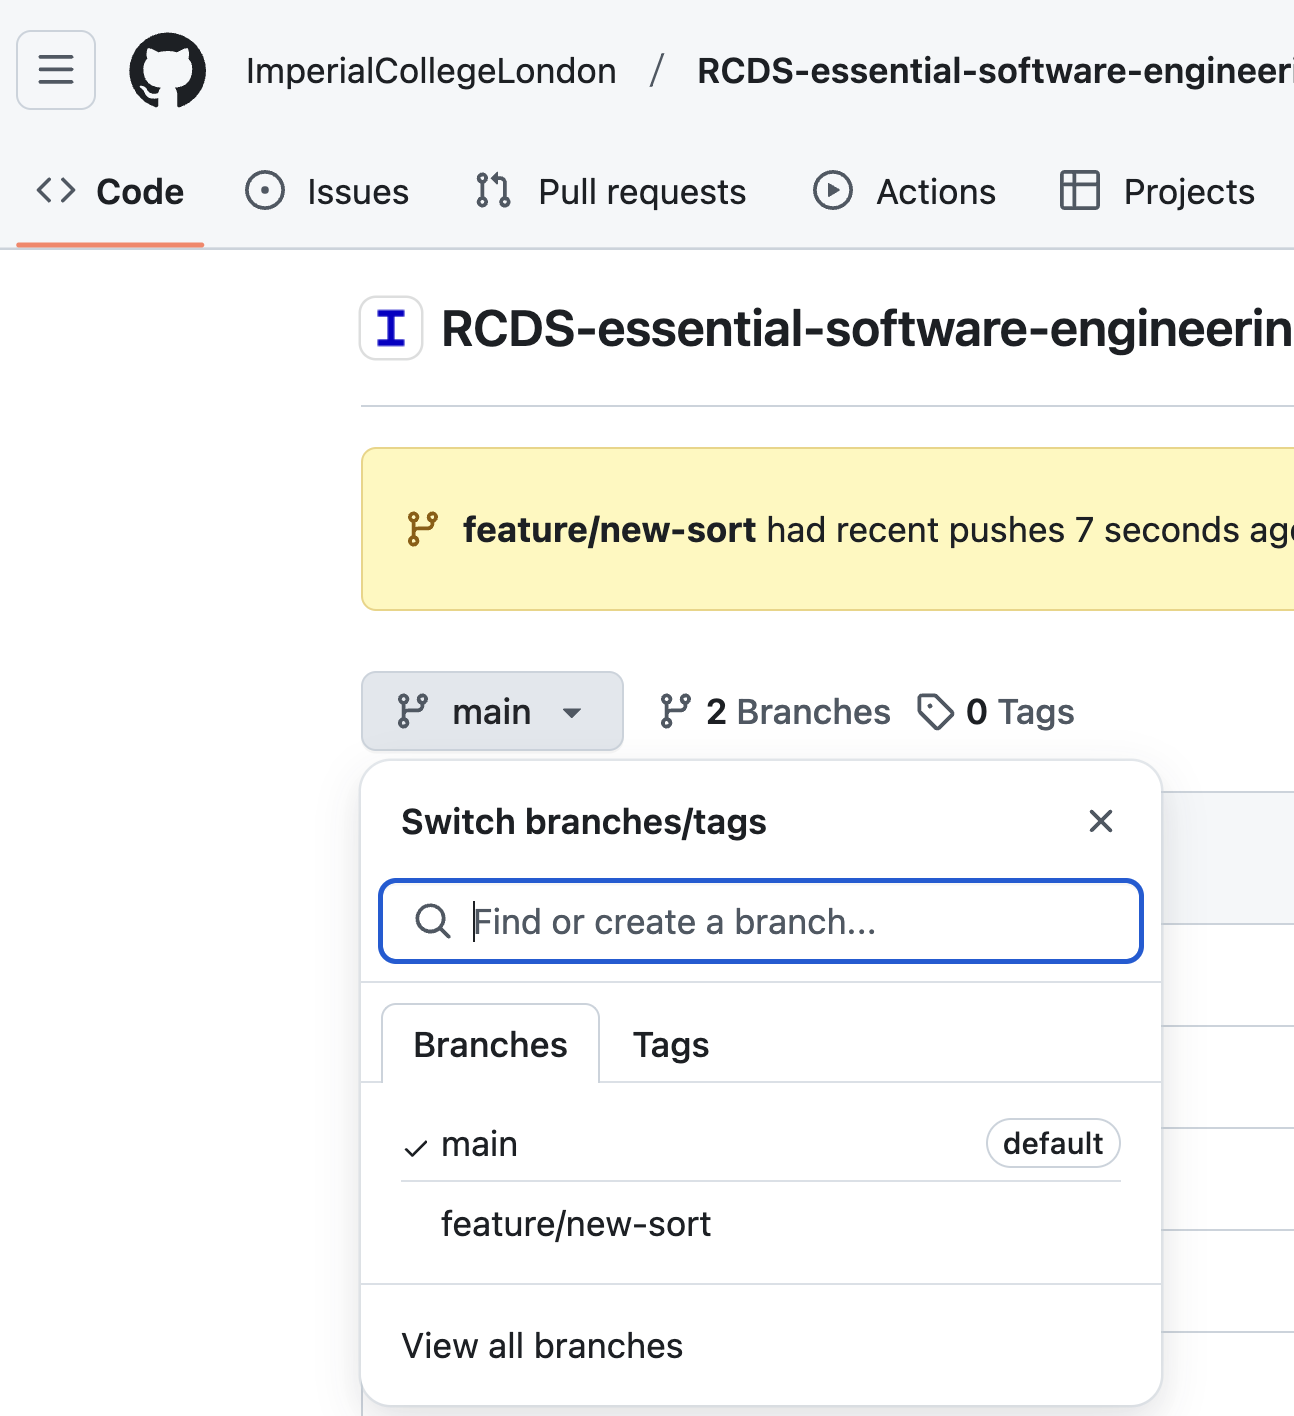 ImperialCollegeLondon / RCDS-essential-software-engineeri
Code Issues Pull requests Actions Projects
RCDS-essential-software-engineerin
feature/new-sort had recent pushes 7 seconds ago
main 2 Branches 0 Tags
Switch branches/tags
Find or create a branch...
Branches Tags
main default
feature/new-sort
View all branches